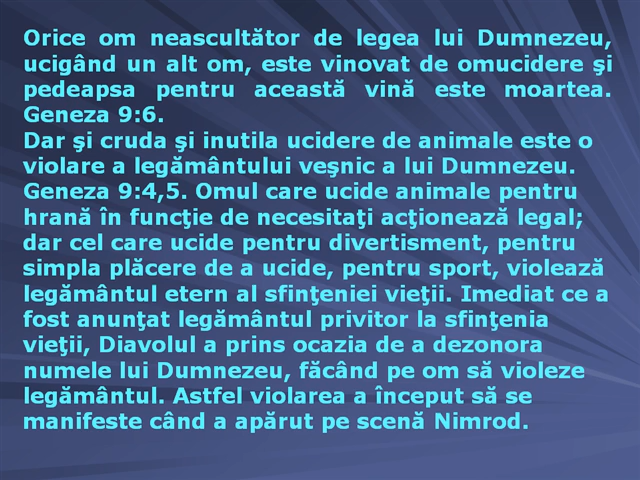 Orice om neascultător de legea lui Dumnezeu,
ucigând un alt om, este vinovat de omucidere şi
pedeapsa pentru această vină este moartea.
Geneza 9:6.
Dar şi cruda şi inutila ucidere de animale este o
violare a legământului veşnic a lui Dumnezeu.
Geneza 9:4,5. Omul care ucide animale pentru
hrană în funcţie de necesitaţi acţionează legal;
dar cel care ucide pentru divertisment, pentru
simpla plăcere de a ucide, pentru sport, violează
legământul etern al sfinţeniei vieţii. Imediat ce a
fost anunţat legământul privitor la sfinţenia
vieţii, Diavolul a prins ocazia de a dezonora
numele lui Dumnezeu, făcând pe om să violeze
legământul. Astfel violarea a început să se
manifeste când a apărut pe scenă Nimrod.